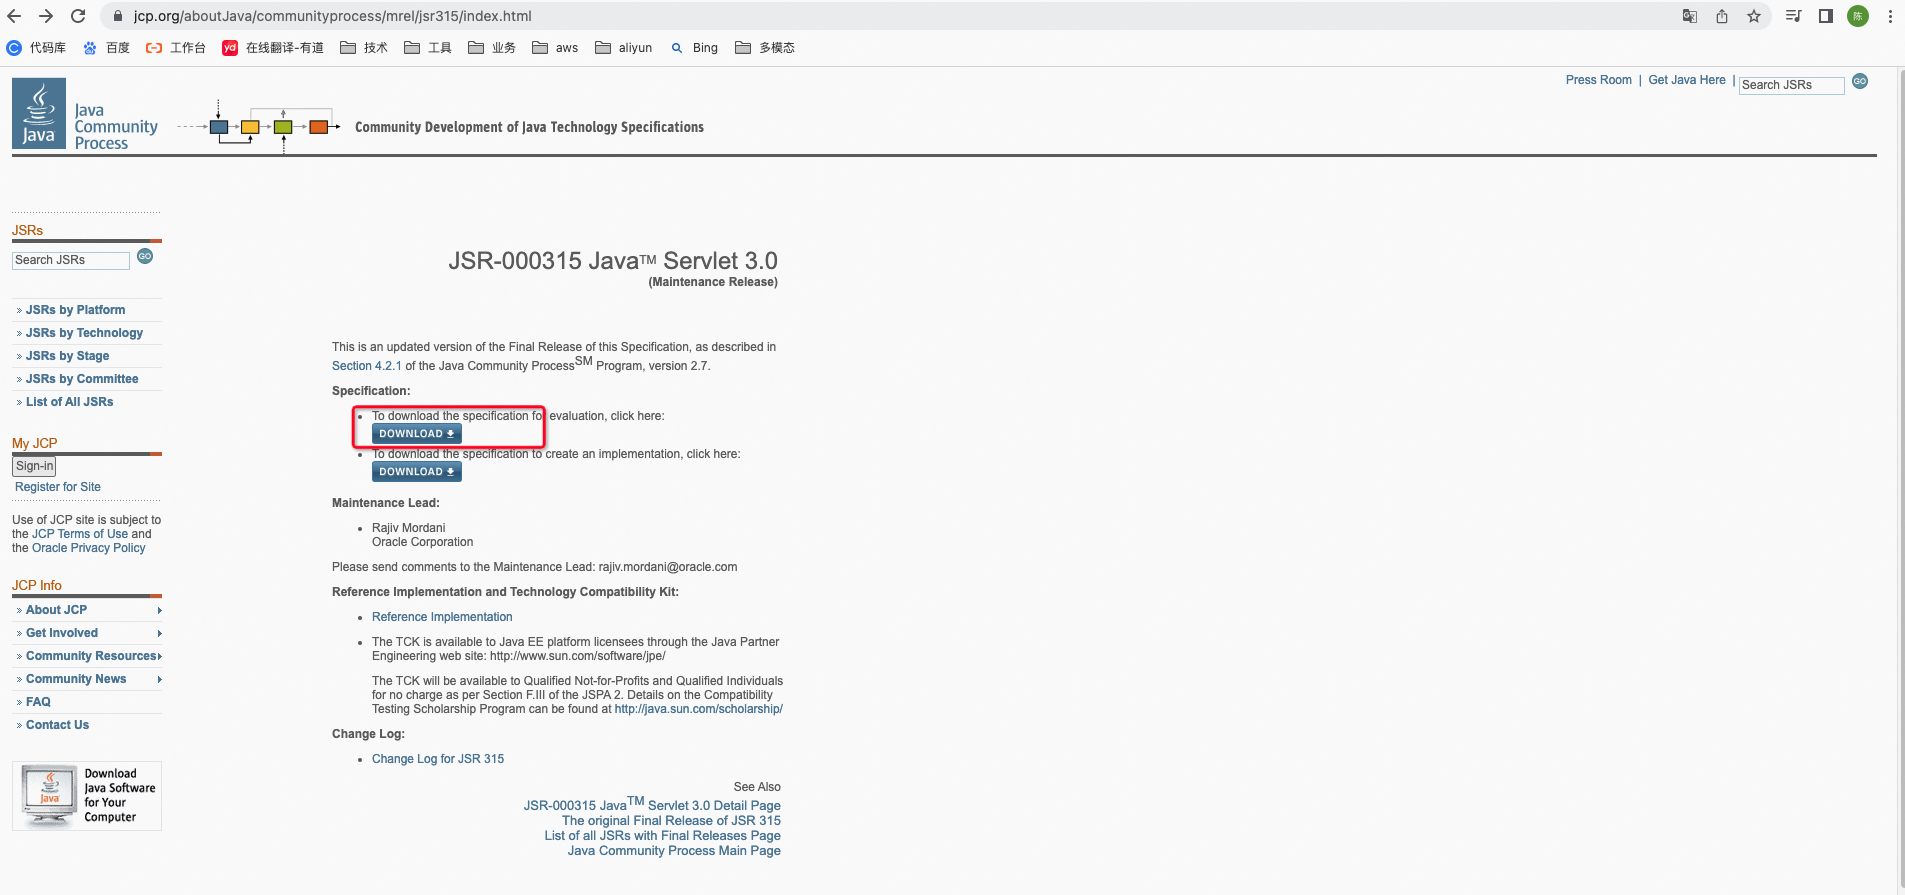 jcp.org/aboutJava/communityprocess/mrel/jsr315/index.html
陈
代码库 百度 工作台 yd 在线翻译-有道 技术 工具 业务 aws aliyun Bing 多模态
Press Room | Get Java Here | Search JSRs GO
Java
Java
Community
Process
Community Development of Java Technology Specifications
JSRs
Search JSRs GO
» JSRs by Platform
» JSRs by Technology
» JSRs by Stage
» JSRs by Committee
» List of All JSRs
My JCP
Sign-in
Register for Site
Use of JCP site is subject to
the JCP Terms of Use and
the Oracle Privacy Policy
JCP Info
» About JCP
» Get Involved
» Community Resources
» Community News
» FAQ
» Contact Us
Java
Download
Java Software
for Your
Computer
JSR-000315 Java™ Servlet 3.0
(Maintenance Release)
This is an updated version of the Final Release of this Specification, as described in
Section 4.2.1 of the Java Community ProcessSM Program, version 2.7.
Specification:
• To download the specification for evaluation, click here:
DOWNLOAD
• To download the specification to create an implementation, click here:
DOWNLOAD
Maintenance Lead:
• Rajiv Mordani
Oracle Corporation
Please send comments to the Maintenance Lead: rajiv.mordani@oracle.com
Reference Implementation and Technology Compatibility Kit:
• Reference Implementation
• The TCK is available to Java EE platform licensees through the Java Partner
Engineering web site: http://www.sun.com/software/jpe/
The TCK will be available to Qualified Not-for-Profits and Qualified Individuals
for no charge as per Section F.III of the JSPA 2. Details on the Compatibility
Testing Scholarship Program can be found at http://java.sun.com/scholarship/
Change Log:
• Change Log for JSR 315
See Also
JSR-000315 JavaTM Servlet 3.0 Detail Page
The original Final Release of JSR 315
List of all JSRs with Final Releases Page
Java Community Process Main Page